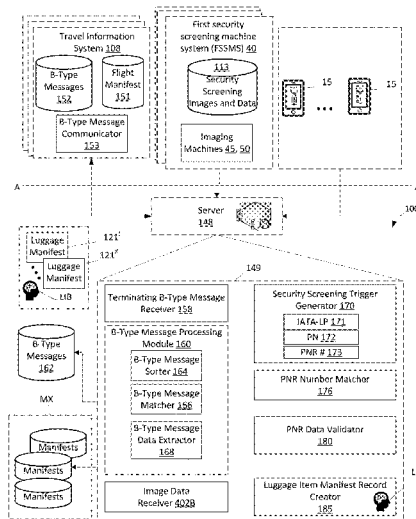 Travel Information
System 108
B-Type
Messages
152
Flight
Manifest
151
B-Type Message
Communicator
153
First security
screening machine
system (FSSMS) 40
113
Security
Screening
Images and Data
Imaging
Machines 45, 50
15
15
A
Server
148
100
Luggage
Manifest
121
Luggage
Manifest
121
MB
149
B-Type
Messages
162
MX
Manifests
Manifests
Manifests
Terminating B-Type Message
Receiver 158
B-Type Message Processing
Module 160
B-Type Message
Sorter 164
B-Type Message
Matcher 156
B-Type Message
Data Extractor
168
Image Data
Receiver 402B
Security Screening Trigger
Generator 170
IATA-LP 171
PN 172
PNR # 173
PNR Number Matcher
176
PNR Data Validator
180
Luggage Item Manifest Record
Creator
185
L